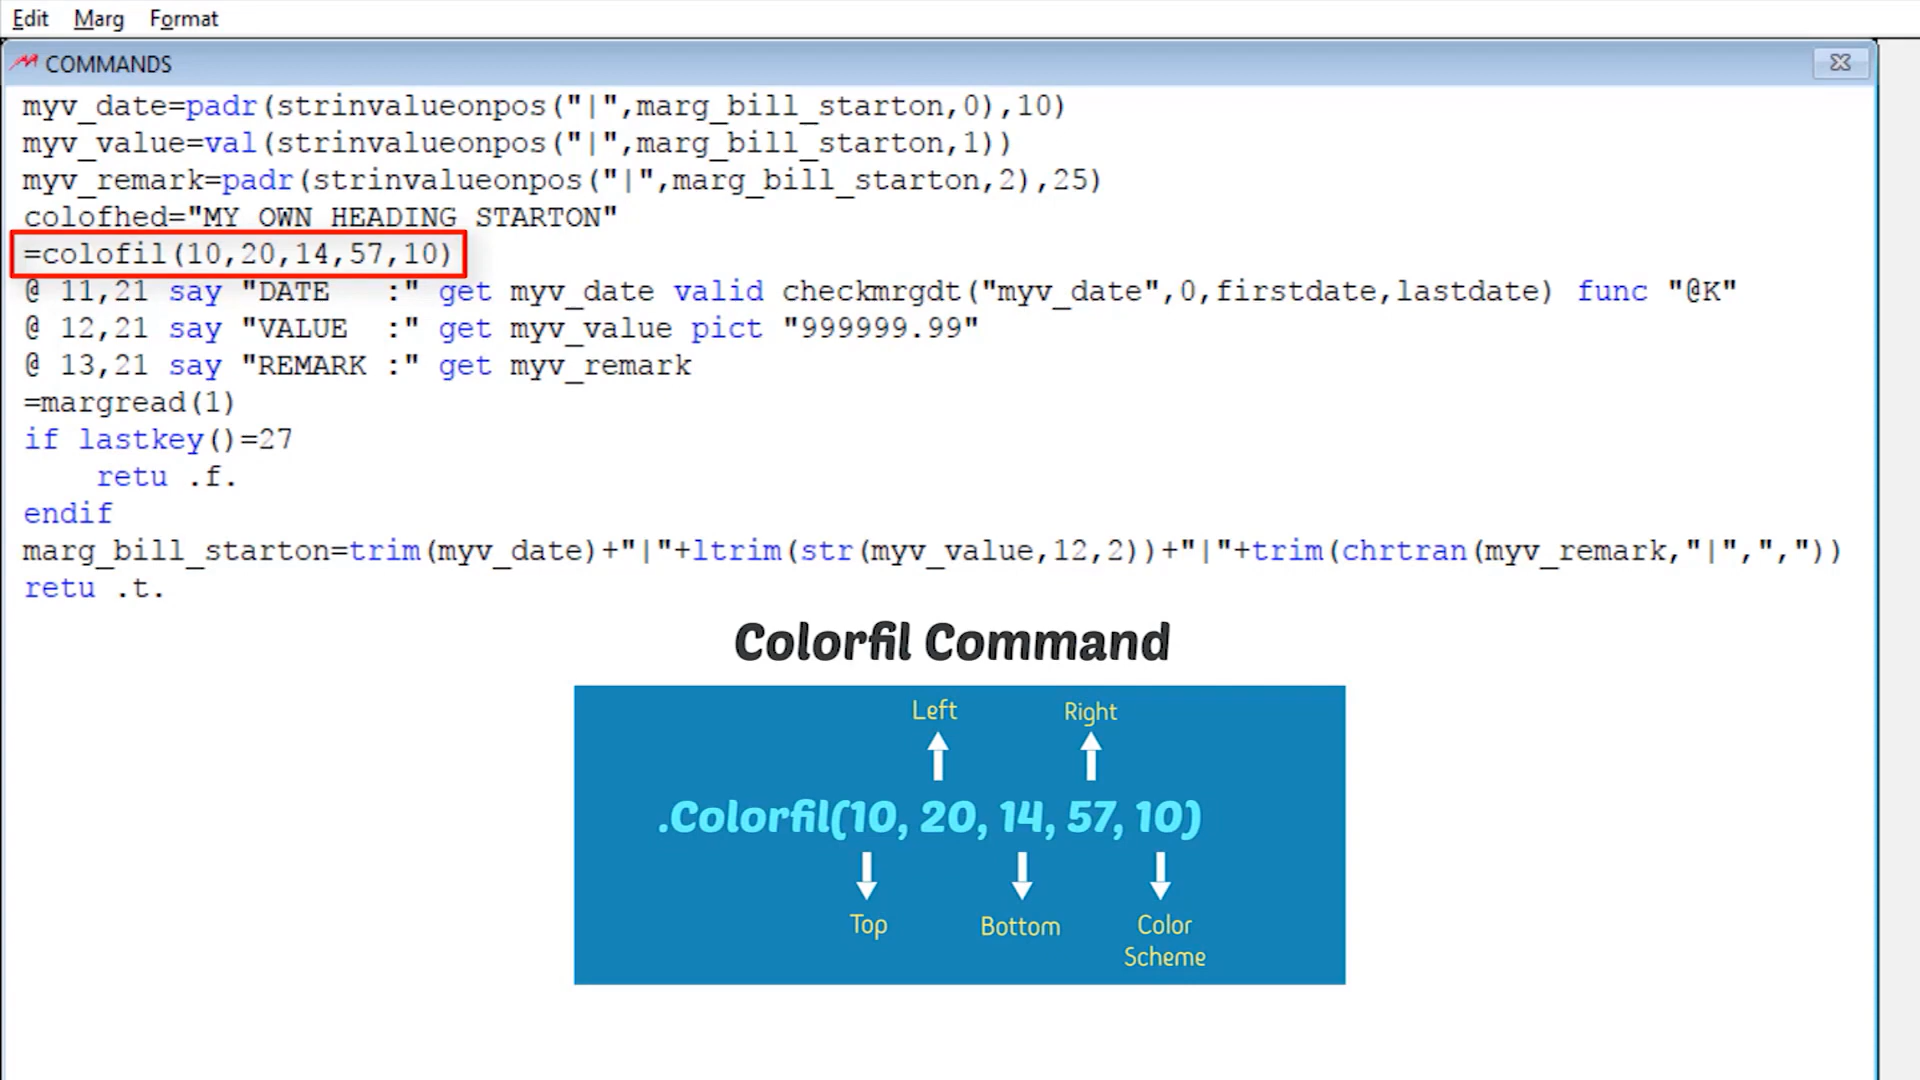 Edit Marg Format
COMMANDS
myv_date=padr(strinvalueonpos("|",marg_bill_starton,0),10)
myv_value=val(strinvalueonpos("|",marg_bill_starton,1))
myv_remark=padr(strinvalueonpos("|",marg_bill_starton,2),25)
colofhed="MY OWN HEADING STARTON"
=colofil(10,20,14,57,10)
@ 11,21 say "DATE   :" get myv_date valid checkmrgdt("myv_date",0,firstdate,lastdate) func "@K"
@ 12,21 say "VALUE  :" get myv_value pict "999999.99"
@ 13,21 say "REMARK :" get myv_remark
=margread(1)
if lastkey()=27
    retu .f.
endif
marg_bill_starton=trim(myv_date)+"|"+ltrim(str(myv_value,12,2))+"|"+trim(chrtran(myv_remark,"|",","))
retu .t.
Colorfil Command
Left Right
.Colorfil(10, 20, 14, 57, 10)
Top Bottom Color
Scheme